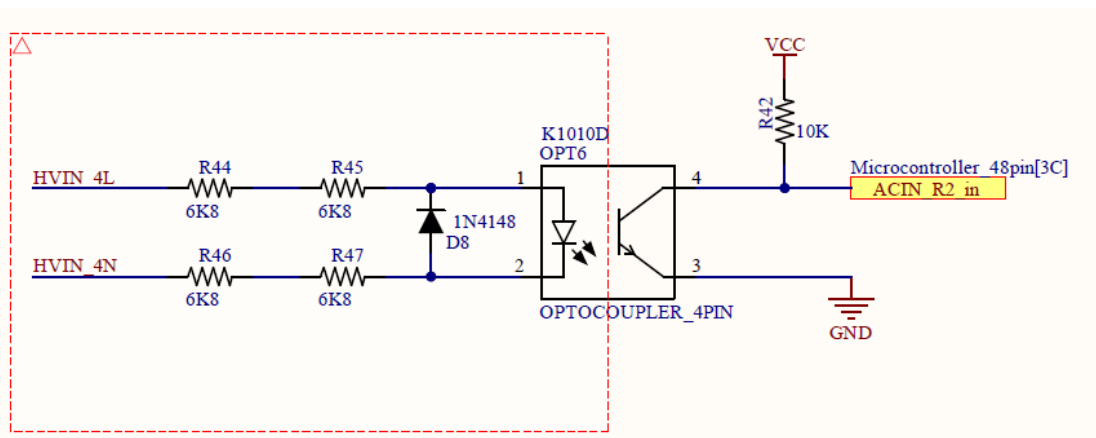 VCC
R42
10K
K1010D
OPT6
Microcontroller_48pin[3C]
R44
R45
HVIN_4L
1
4
ACIN_R2_in
6K8
6K8
1N4148
D8
R46
R47
HVIN_4N
2
3
6K8
6K8
OPTOCOUPLER_4PIN
GND